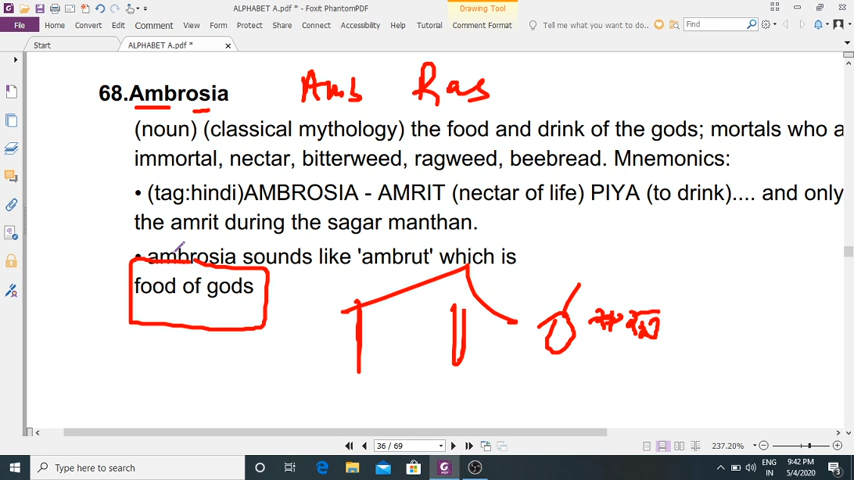 ALPHABET A.pdf * - Foxit PhantomPDF
Drawing Tool
File Home Convert Edit Comment View Form Protect Share Connect Accessibility Help Tutorial Comment Format Tell me what you want to do... Find
Start ALPHABET A.pdf *
68.Ambrosia
Amb Ras
(noun) (classical mythology) the food and drink of the gods; mortals who a
immortal, nectar, bitterweed, ragweed, beebread. Mnemonics:
• (tag:hindi)AMBROSIA - AMRIT (nectar of life) PIYA (to drink).... and only
the amrit during the sagar manthan.
• ambrosia sounds like 'ambrut' which is
food of gods
36 / 69 237.20%
Type here to search
ENG 9:42 PM
IN 5/4/2020
3